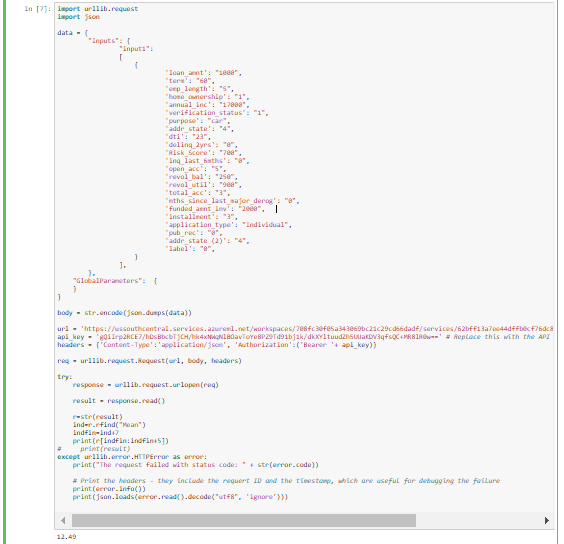 In [7]: import urllib.request
import json
data = {
"Inputs": {
"input1":
[
{
'loan_amnt': "1000",
'term': "60",
'emp_length': "5",
'home_ownership': "1",
'annual_inc': "17000",
'verification_status': "1",
'purpose': "car",
'addr_state': "4",
'dti': "23",
'delinq_2yrs': "0",
'Risk_Score': "700",
'inq_last_6mths': "0",
'open_acc': "5",
'revol_bal': "250",
'revol_util': "900",
'total_acc': "3",
'mths_since_last_major_derog': "0",
'funded_amnt_inv': "2000",
'installment': "3",
'application_type': "Individual",
'pub_rec': "0",
'addr_state (2)': "4",
'label': "0",
}
],
},
"GlobalParameters": {
}
}
body = str.encode(json.dumps(data))
url = 'https://ussouthcentral.services.azureml.net/workspaces/
api_key = # Replace this with the API
headers = {'Content-Type':'application/json', 'Authorization':('Bearer '+ api_key)}
req = urllib.request.Request(url, body, headers)
try:
response = urllib.request.urlopen(req)
result = response.read()
r=str(result)
ind=r.rfind("Mean")
indfin=ind+7
print(r[indfin:indfin+5])
# print(result)
except urllib.error.HTTPError as error:
print("The request failed with status code: " + str(error.code))
# Print the headers - they include the requert ID and the timestamp, which are useful for debugging the failure
print(error.info())
print(json.loads(error.read().decode("utf8", 'ignore')))
12.49